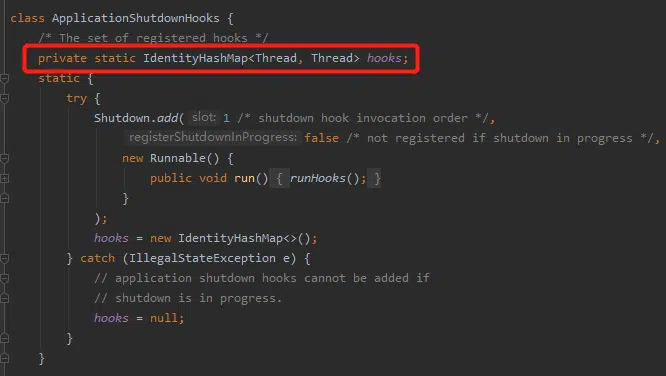 class ApplicationShutdownHooks {
/* The set of registered hooks */
private static IdentityHashMap<Thread, Thread> hooks;
static {
try {
Shutdown.add( slot: 1 /* shutdown hook invocation order */,
registerShutdownInProgress: false /* not registered if shutdown in progress */,
new Runnable() {
public void run() { runHooks(); }
}
);
hooks = new IdentityHashMap<>();
} catch (IllegalStateException e) {
// application shutdown hooks cannot be added if
// shutdown is in progress.
hooks = null;
}
}